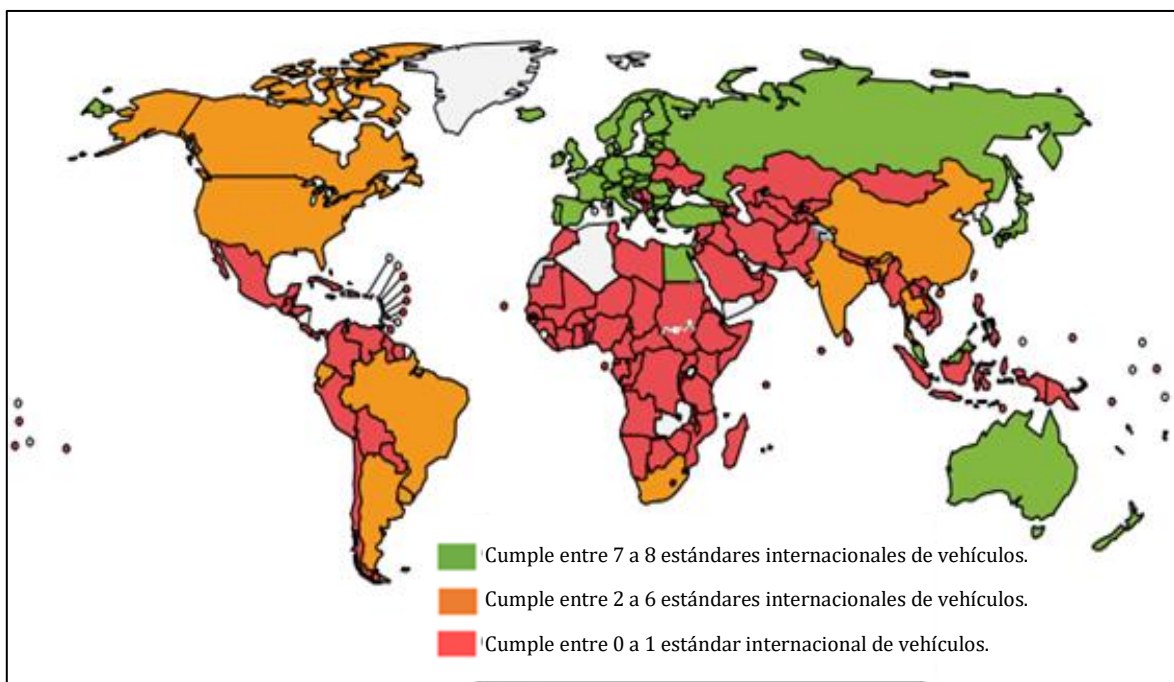 Cumple entre 7 a 8 estándares internacionales de vehículos.
Cumple entre 2 a 6 estándares internacionales de vehículos.
Cumple entre 0 a 1 estándar internacional de vehículos.